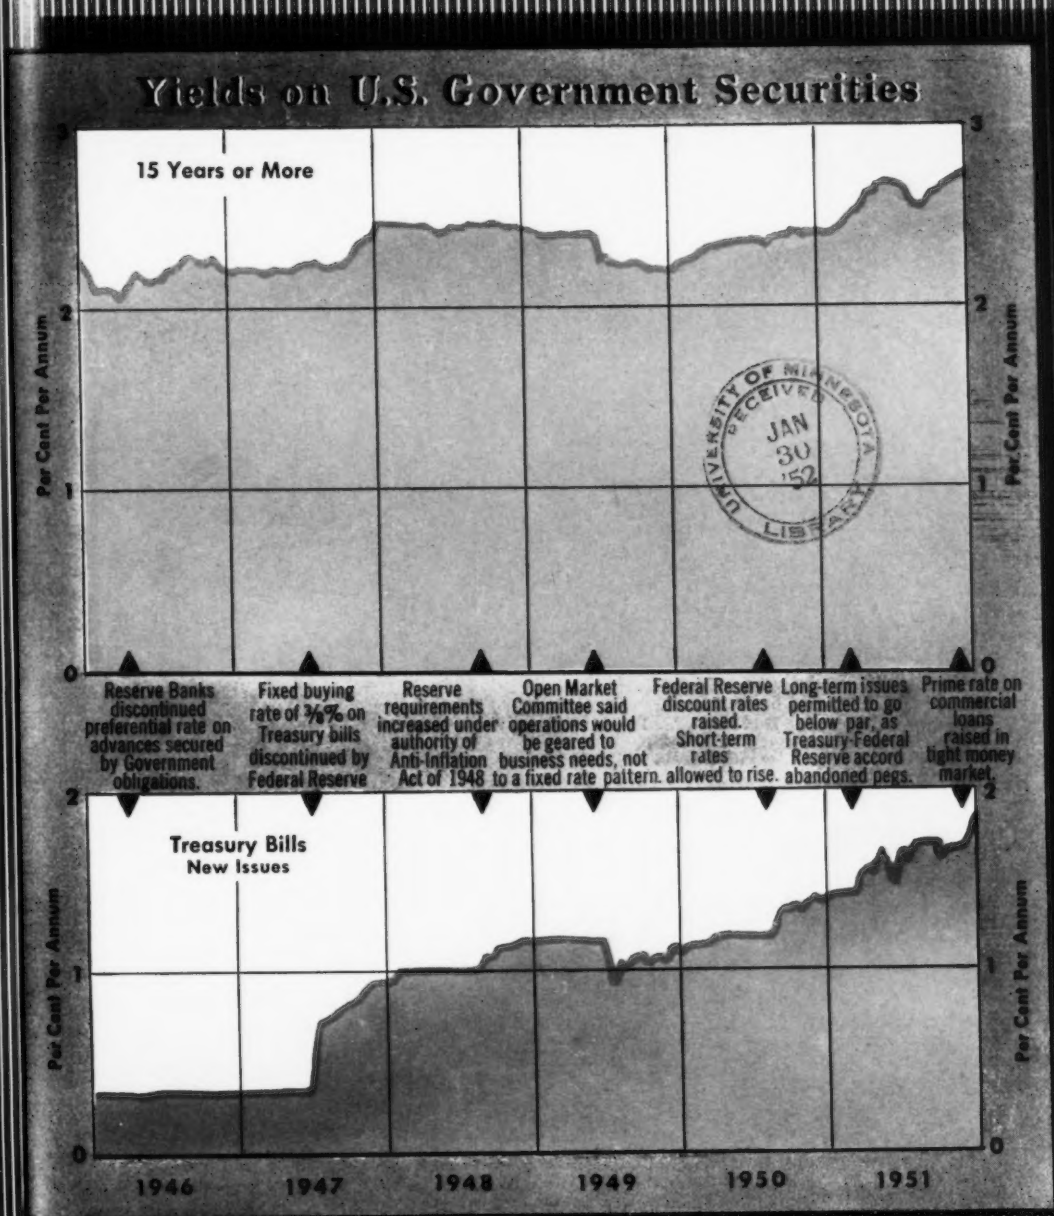 Yields on U.S. Government Securities
3
3
15 Years or More
2
2
Per Cent Per Annum
Per Cent Per Annum
UNIVERSITY OF MINNESOTA
RECEIVED
JAN
30
'52
LIBRARY
1
1
0
0
Reserve Banks
discontinued
preferential rate on
advances secured
by Government
obligations.
Fixed buying
rate of ⅜% on
Treasury bills
discontinued by
Federal Reserve
Reserve
requirements
increased under
authority of
Anti-Inflation
Act of 1948
Open Market
Committee said
operations would
be geared to
business needs, not
to a fixed rate pattern.
Federal Reserve
discount rates
raised.
Short-term
rates
allowed to rise.
Long-term issues
permitted to go
below par, as
Treasury-Federal
Reserve accord
abandoned pegs.
Prime rate on
commercial
loans
raised in
tight money
market.
2
2
Treasury Bills
New Issues
Per Cent Per Annum
Per Cent Per Annum
1
1
0
0
1946 1947 1948 1949 1950 1951